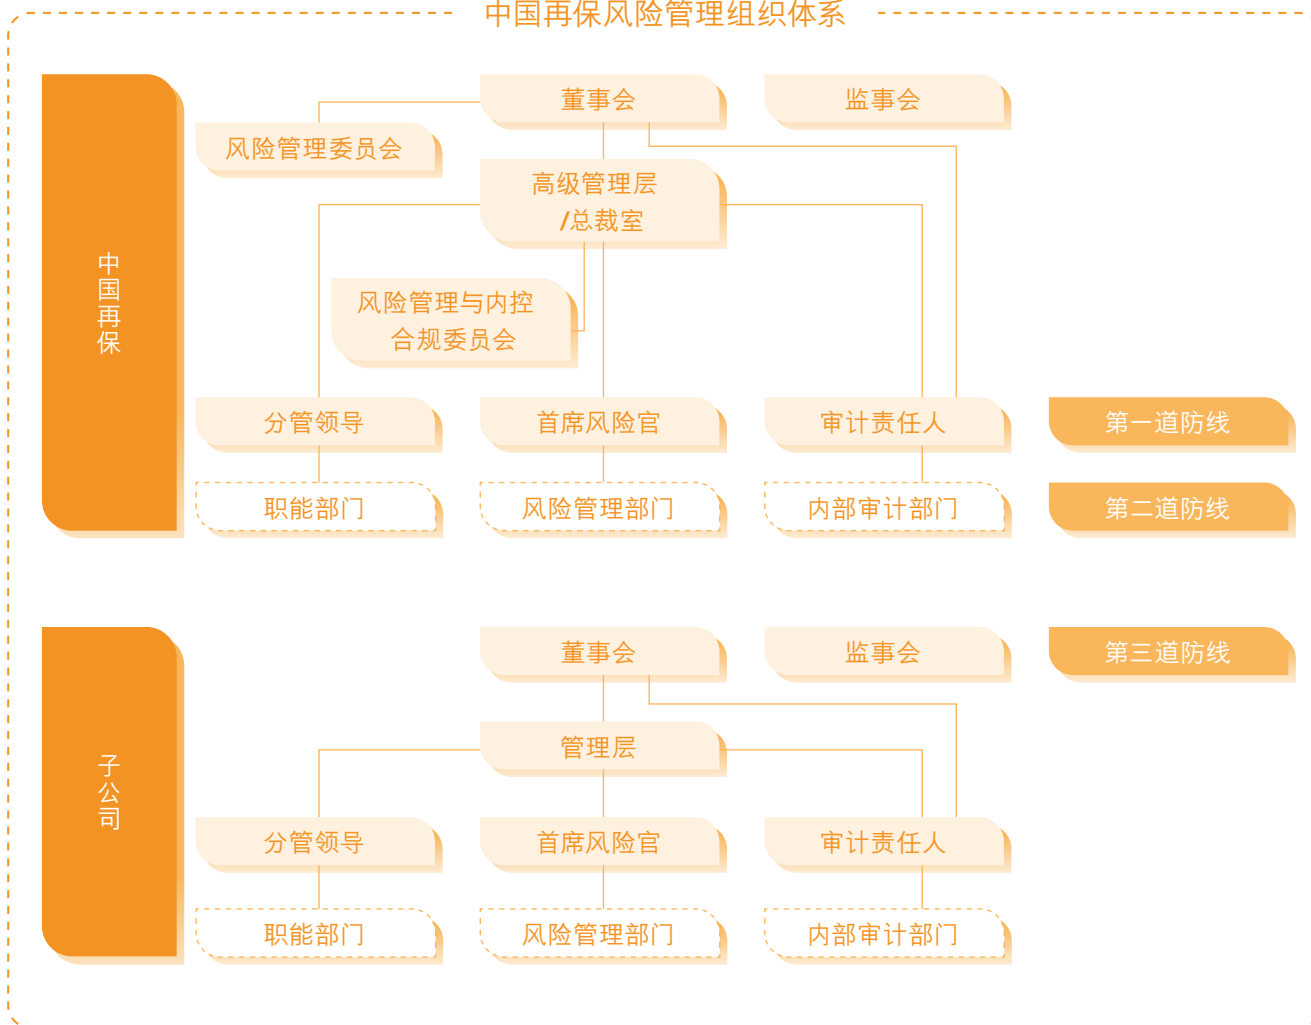 中国再保风险管理组织体系
中国再保
董事会
监事会
风险管理委员会
高级管理层
/总裁室
风险管理与内控
合规委员会
分管领导
首席风险官
审计责任人
第一道防线
职能部门
风险管理部门
内部审计部门
第二道防线
子公司
董事会
监事会
第三道防线
管理层
分管领导
首席风险官
审计责任人
职能部门
风险管理部门
内部审计部门